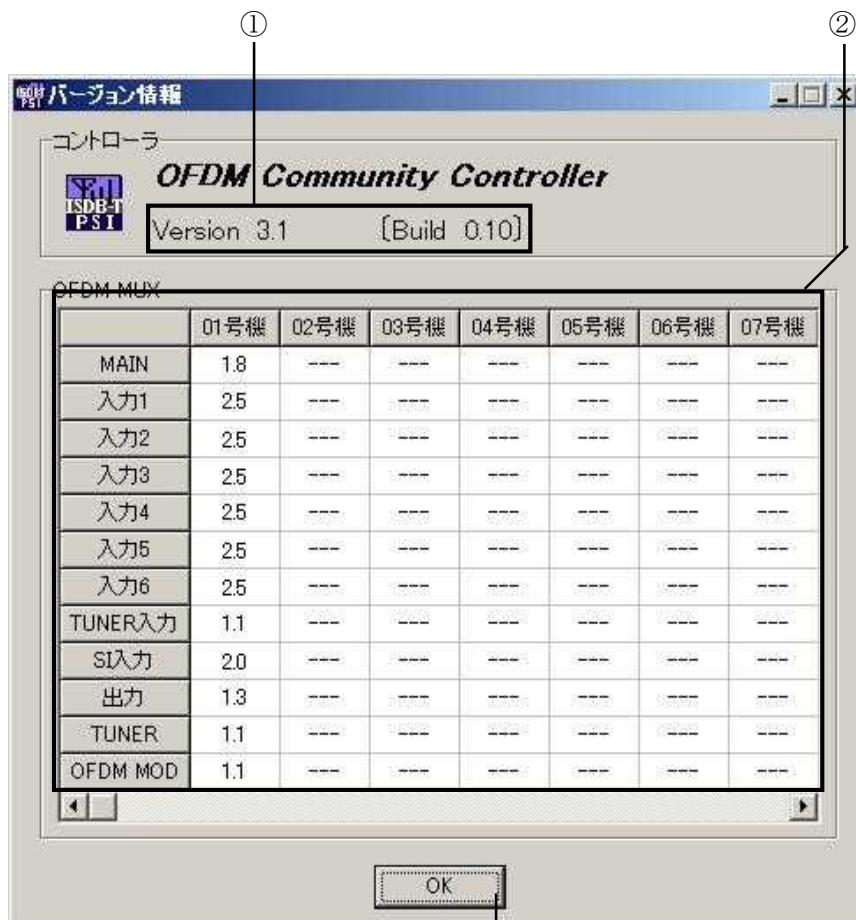 ① ②
バージョン情報
コントローラ
ISDB-T
PSI
OFDM Community Controller
Version 3.1 [Build 0.10]
OFDM MUX
01号機 02号機 03号機 04号機 05号機 06号機 07号機
MAIN 1.8 --- --- --- --- --- ---
入力1 2.5 --- --- --- --- --- ---
入力2 2.5 --- --- --- --- --- ---
入力3 2.5 --- --- --- --- --- ---
入力4 2.5 --- --- --- --- --- ---
入力5 2.5 --- --- --- --- --- ---
入力6 2.5 --- --- --- --- --- ---
TUNER入力 1.1 --- --- --- --- --- ---
SI入力 2.0 --- --- --- --- --- ---
出力 1.3 --- --- --- --- --- ---
TUNER 1.1 --- --- --- --- --- ---
OFDM MOD 1.1 --- --- --- --- --- ---
OK